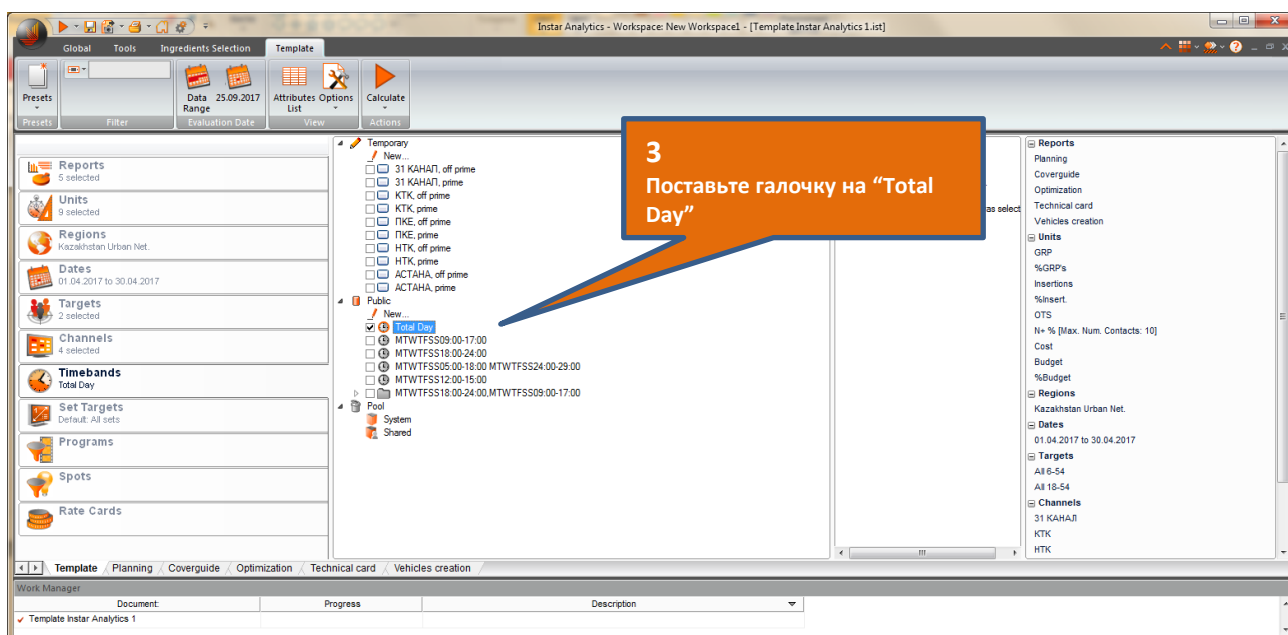 Instar Analytics - Workspace: New Workspace1 - [Template Instar Analytics 1.ist]
Global Tools Ingredients Selection Template
Presets
Data Range
25.09.2017
Attributes List
Options
Calculate
Presets Filter Evaluation Date View Actions
Reports
5 selected
Units
9 selected
Regions
Kazakhstan Urban Net.
Dates
01.04.2017 to 30.04.2017
Targets
2 selected
Channels
4 selected
Timebands
Total Day
Set Targets
Default: All sets
Programs
Spots
Rate Cards
Temporary
New...
31 КАНАЛ, off prime
31 КАНАЛ, prime
КТК, off prime
КТК, prime
ПКЕ, off prime
ПКЕ, prime
НТК, off prime
НТК, prime
АСТАНА, off prime
АСТАНА, prime
Public
New...
Total Day
MTWTFSS09:00-17:00
MTWTFSS18:00-24:00
MTWTFSS05:00-18:00 MTWTFSS24:00-29:00
MTWTFSS12:00-15:00
MTWTFSS18:00-24:00,MTWTFSS09:00-17:00
Pool
System
Shared
3
Поставьте галочку на “Total
Day”
as select
Reports
Planning
Coverguide
Optimization
Technical card
Vehicles creation
Units
GRP
%GRP's
Insertions
%Insert.
OTS
N+ % [Max. Num. Contacts: 10]
Cost
Budget
%Budget
Regions
Kazakhstan Urban Net.
Dates
01.04.2017 to 30.04.2017
Targets
All 6-54
All 18-54
Channels
31 КАНАЛ
КТК
НТК
Template Planning Coverguide Optimization Technical card Vehicles creation
Work Manager
Document: Progress Description
Template Instar Analytics 1